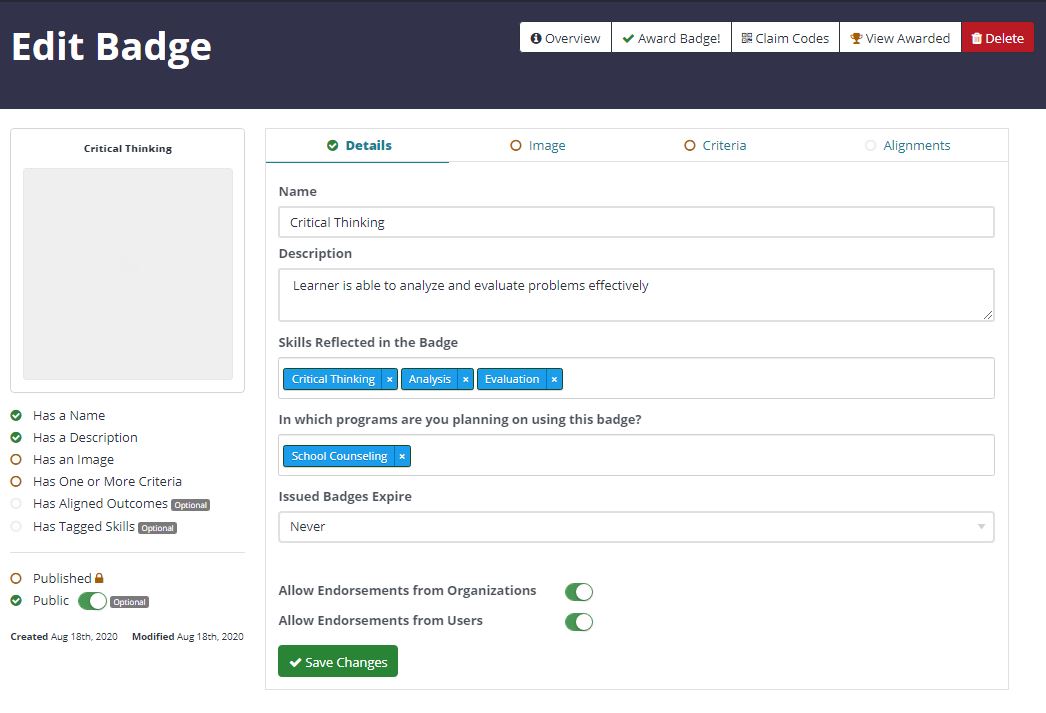 Edit Badge
Overview
Award Badge!
Claim Codes
View Awarded
Delete
Critical Thinking
Has a Name
Has a Description
Has an Image
Has One or More Criteria
Has Aligned Outcomes Optional
Has Tagged Skills Optional
Published
Public Optional
Created Aug 18th, 2020 Modified Aug 18th, 2020
Details
Image
Criteria
Alignments
Name
Critical Thinking
Description
Learner is able to analyze and evaluate problems effectively
Skills Reflected in the Badge
Critical Thinking × Analysis × Evaluation ×
In which programs are you planning on using this badge?
School Counseling ×
Issued Badges Expire
Never
Allow Endorsements from Organizations
Allow Endorsements from Users
Save Changes